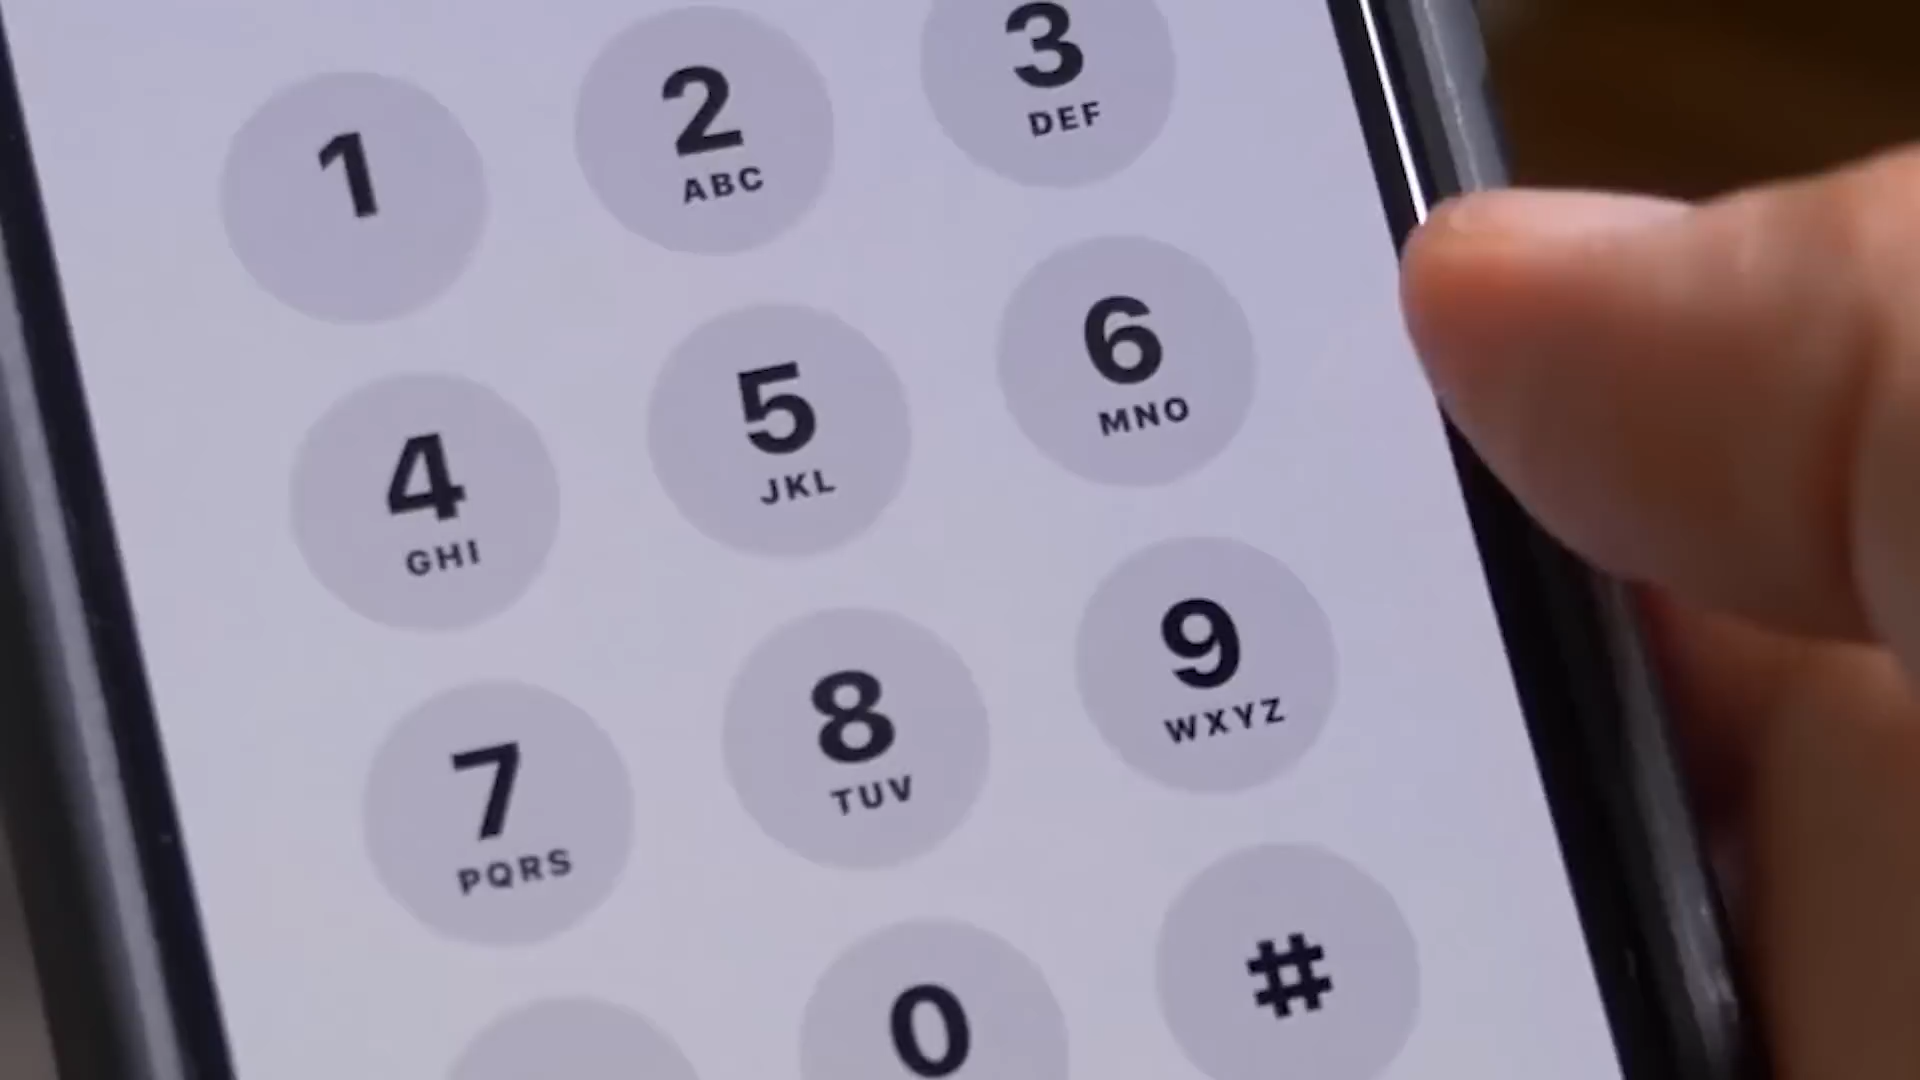 1 2 3
ABC DEF
4 5 6
GHI JKL MNO
7 8 9
PQRS TUV WXYZ
0 #